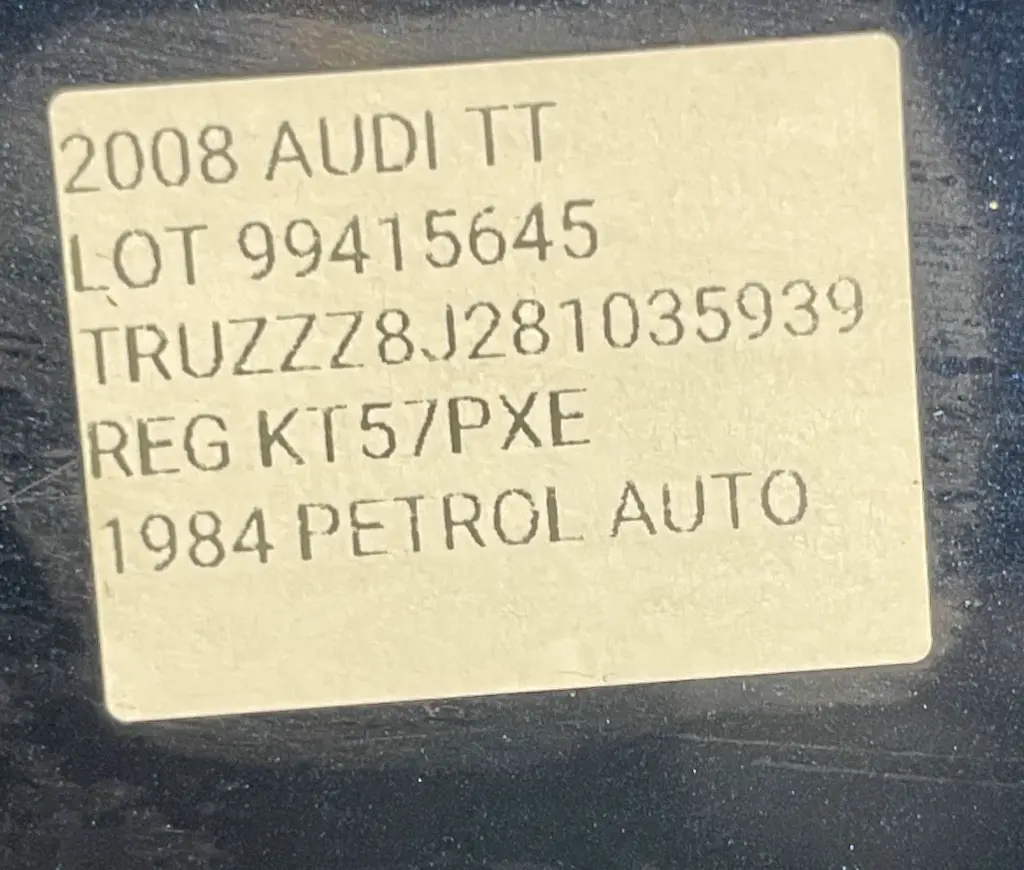 2008 AUDI TT
LOT 99415645
TRUZZZ8J281035939
REG KT57PXE
1984 PETROL AUTO